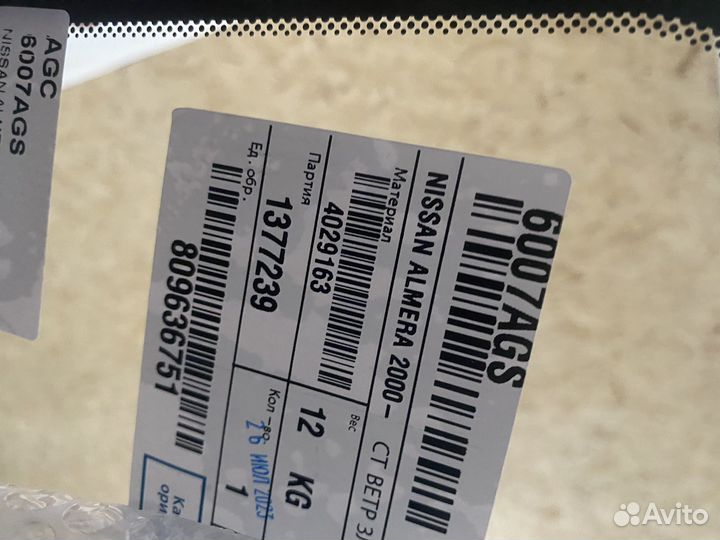 AGC
6007AGS
6007AGS
NISSAN ALMERA 2000- СТ ВЕТР
Материал
4029163
Вес
12 KG
Партия
1377239
Кол-во
26 ИЮЛ 2023
1
Ед. обр.
809636751
Avito